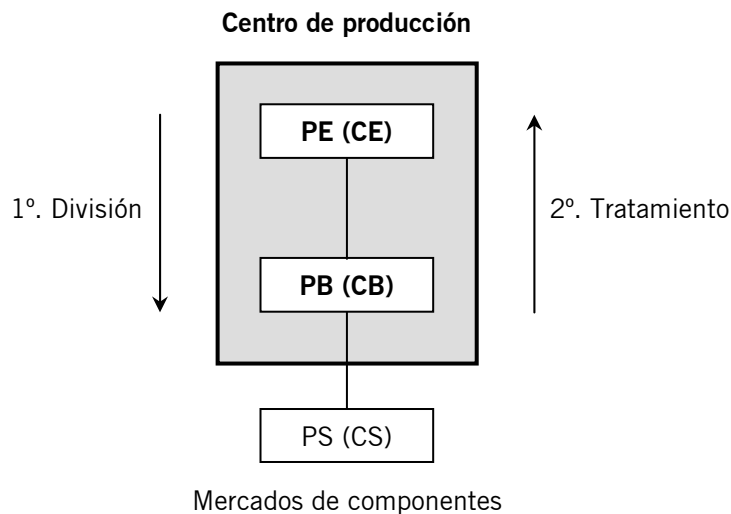 Centro de producción
PE (CE)
1º. División
2º. Tratamiento
PB (CB)
PS (CS)
Mercados de componentes